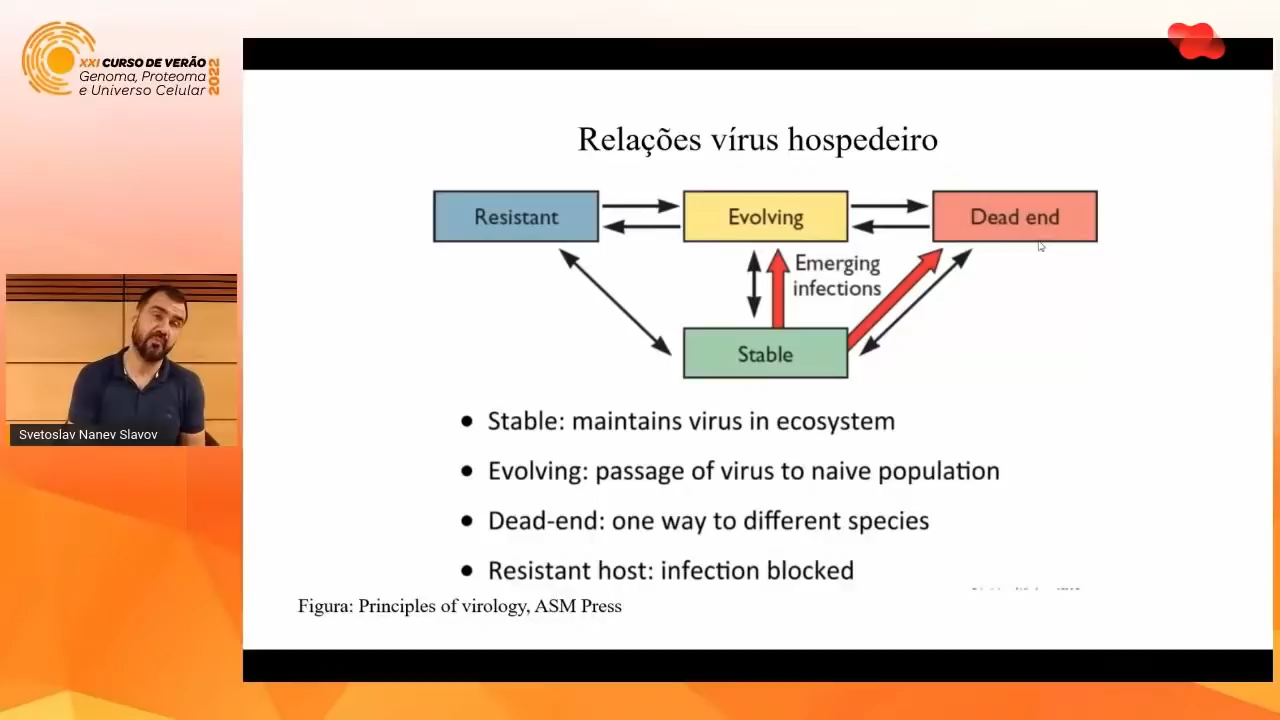 XXI CURSO DE VERÃO
Genoma, Proteoma
e Universo Celular
2022
Relações vírus hospedeiro
Resistant
Evolving
Dead end
Emerging
infections
Stable
• Stable: maintains virus in ecosystem
• Evolving: passage of virus to naive population
• Dead-end: one way to different species
• Resistant host: infection blocked
Figura: Principles of virology, ASM Press
Svetoslav Nanev Slavov